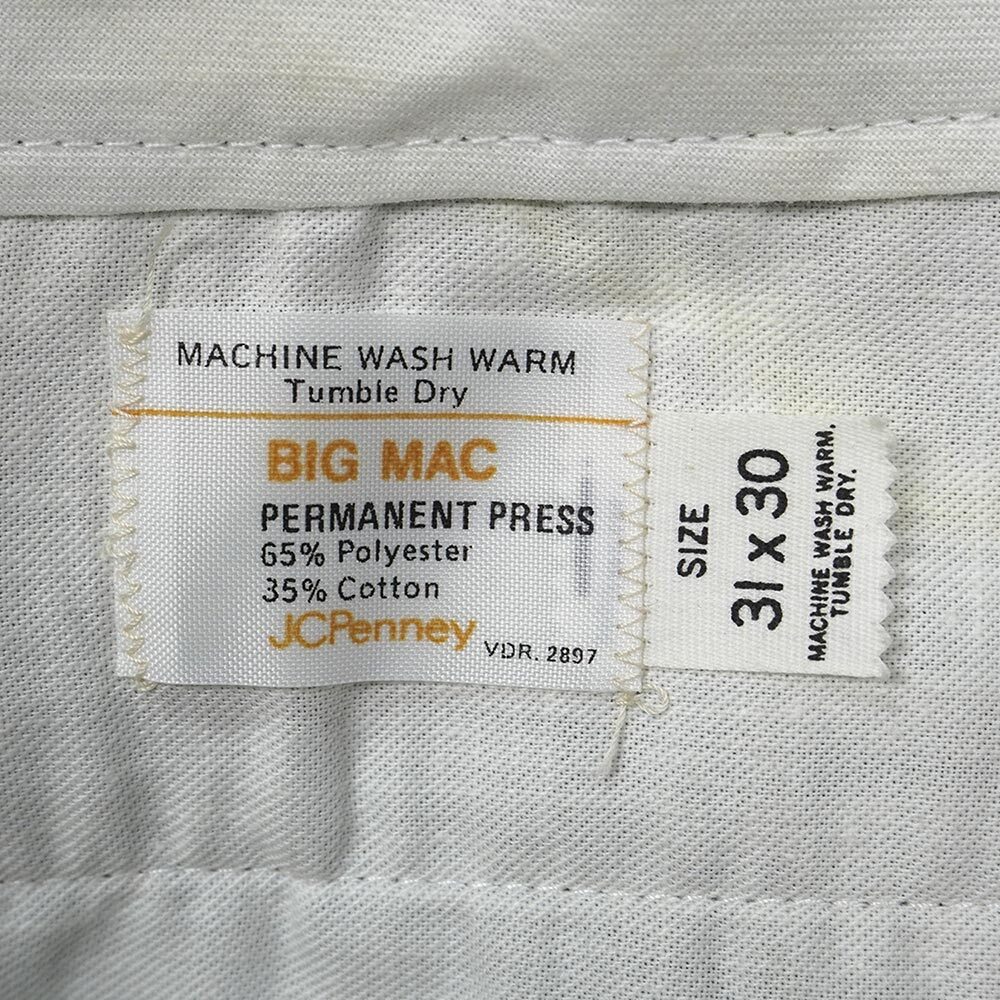 MACHINE WASH WARM
Tumble Dry
BIG MAC
PERMANENT PRESS
65% Polyester
35% Cotton
JCPenney
VDR. 2897
SIZE
31 x 30
MACHINE WASH WARM.
TUMBLE DRY.